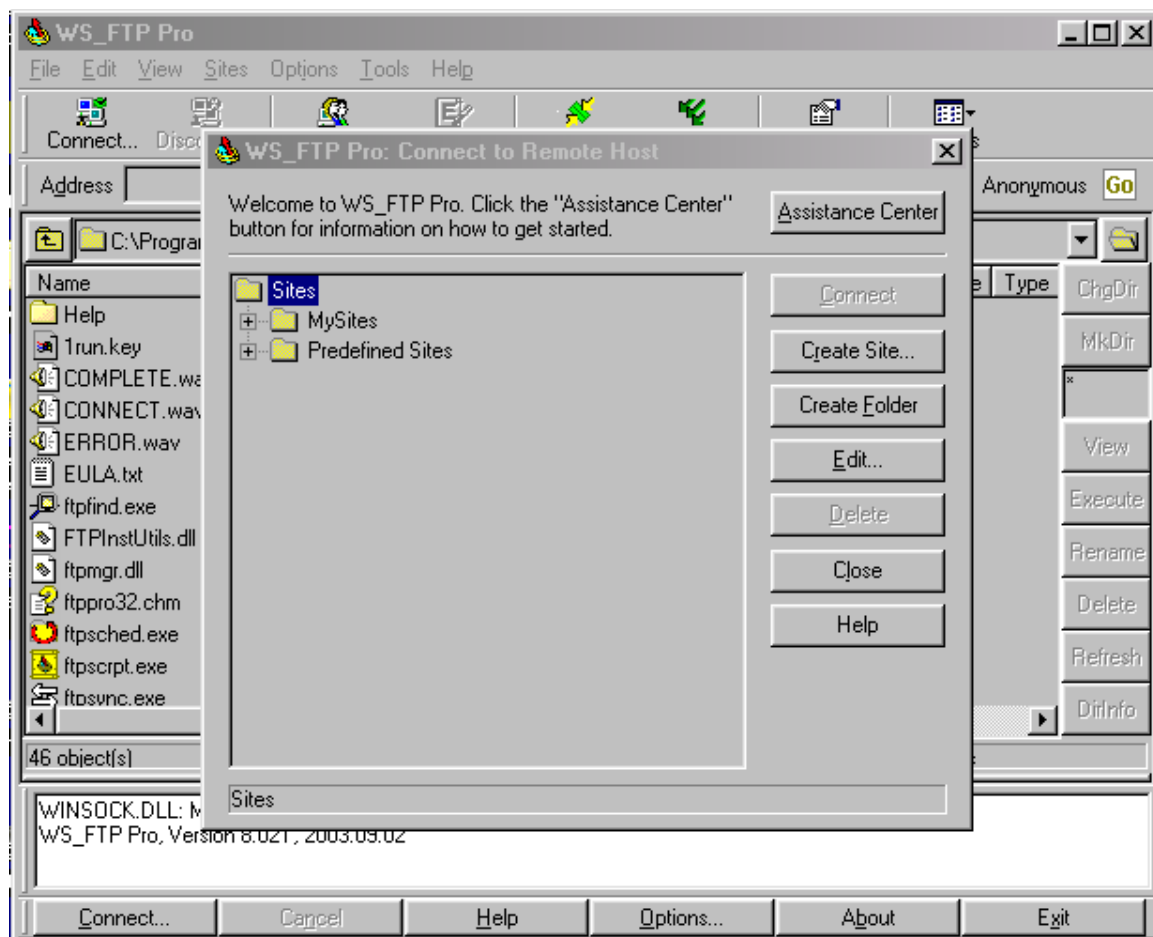 WS_FTP Pro
File Edit View Sites Options Tools Help
Connect...
Address
Anonymous Go
WS_FTP Pro: Connect to Remote Host
Welcome to WS_FTP Pro. Click the "Assistance Center"
button for information on how to get started.
Assistance Center
Sites
MySites
Predefined Sites
Connect
Create Site...
Create Folder
Edit...
Delete
Close
Help
Sites
Name
Help
1run.key
COMPLETE.wa
CONNECT.wav
ERROR.wav
EULA.txt
ftpfind.exe
FTPInstUtils.dll
ftpmgr.dll
ftppro32.chm
ftpsched.exe
ftpscrpt.exe
ftpsync.exe
46 object(s)
Type
ChgDir
MkDir
*
View
Execute
Rename
Delete
Refresh
DirInfo
WINSOCK.DLL:
WS_FTP Pro, Version 8.02T, 2003.09.02
Connect... Cancel Help Options... About Exit